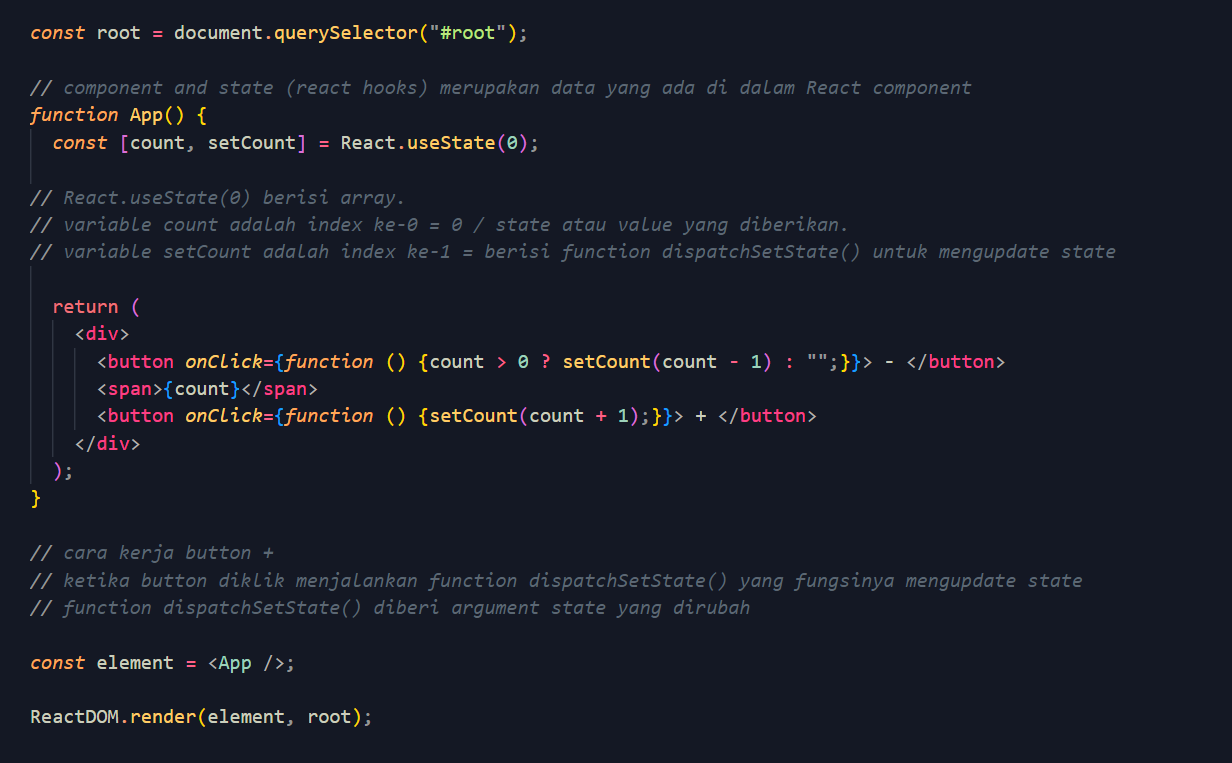 const root = document.querySelector("#root");
// component and state (react hooks) merupakan data yang ada di dalam React component
function App() {
  const [count, setCount] = React.useState(0);
// React.useState(0) berisi array.
// variable count adalah index ke-0 = 0 / state atau value yang diberikan.
// variable setCount adalah index ke-1 = berisi function dispatchSetState() untuk mengupdate state
  return (
    <div>
      <button onClick={function () {count > 0 ? setCount(count - 1) : "";}}> - </button>
      <span>{count}</span>
      <button onClick={function () {setCount(count + 1);}}> + </button>
    </div>
  );
}
// cara kerja button +
// ketika button diklik menjalankan function dispatchSetState() yang fungsinya mengupdate state
// function dispatchSetState() diberi argument state yang dirubah
const element = <App />;
ReactDOM.render(element, root);